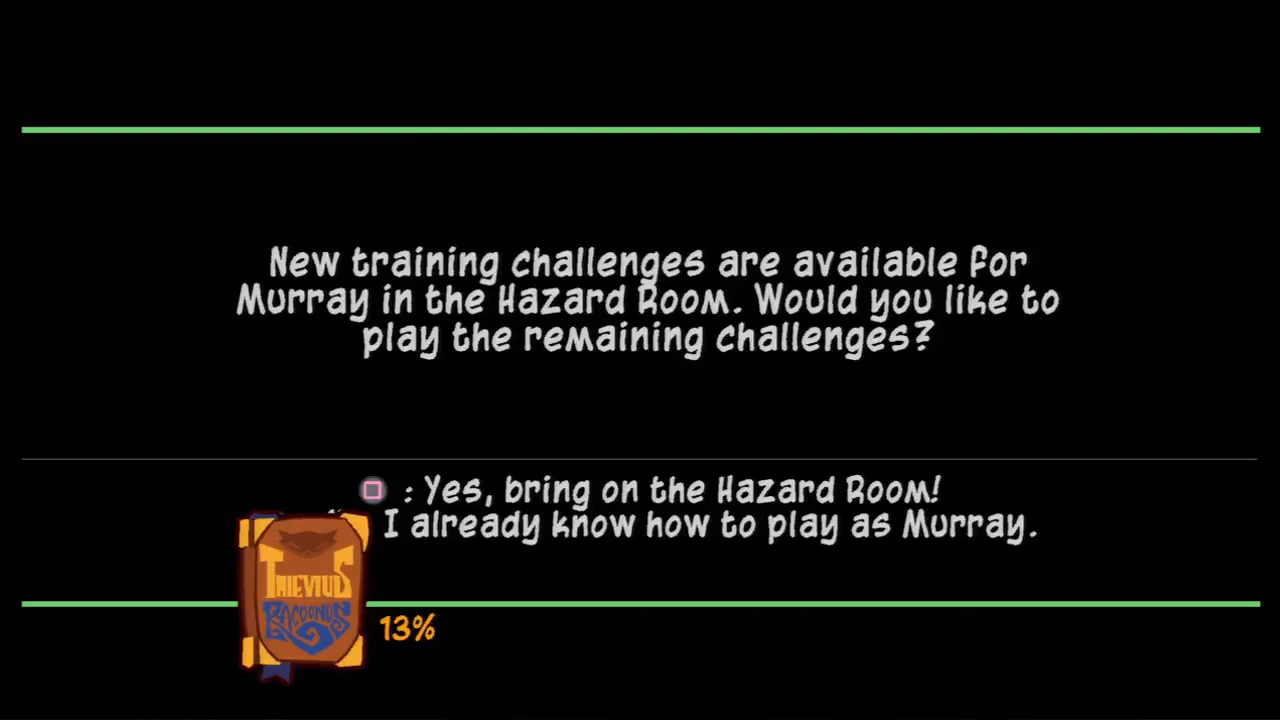 New training challenges are available for
Murray in the Hazard Room. Would you like to
play the remaining challenges?
: Yes, bring on the Hazard Room!
I already know how to play as Murray.
THIEVIUS
RACOONUS
13%